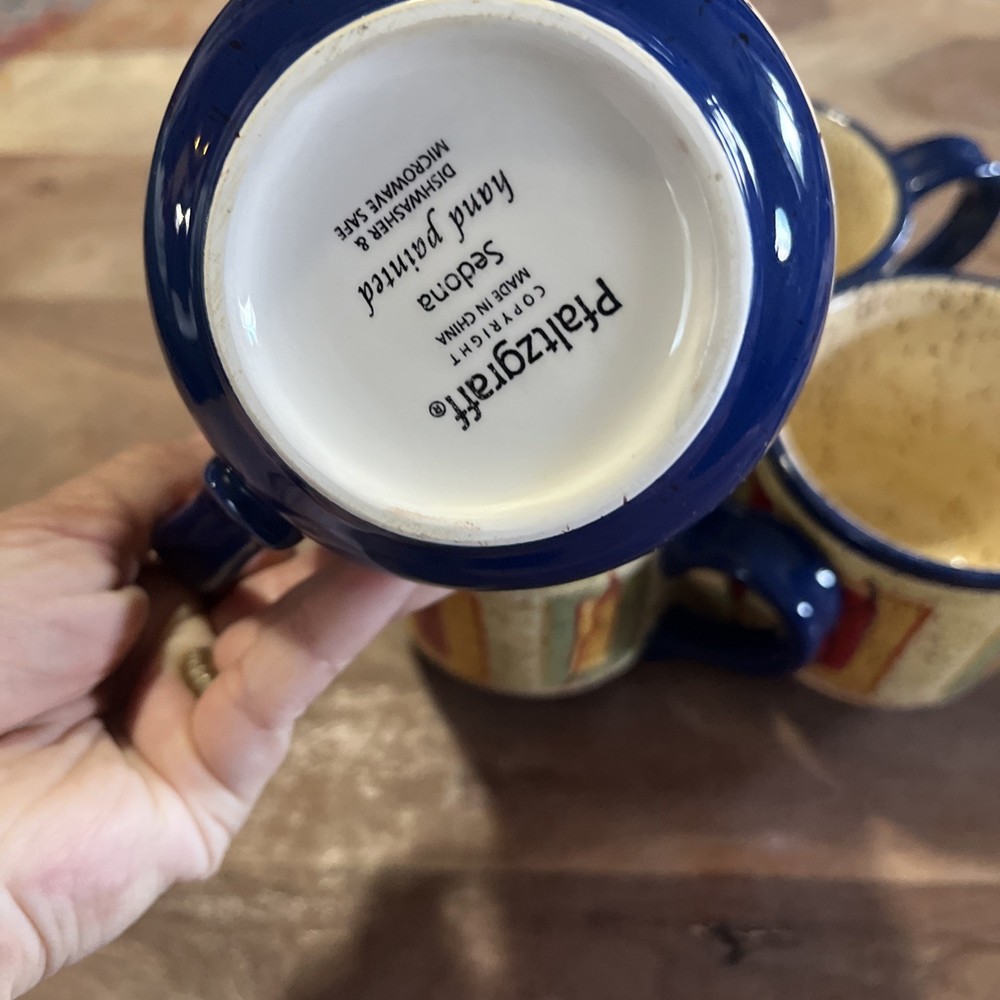 Pfaltzgraff®
COPYRIGHT
MADE IN CHINA
Sedona
hand painted
DISHWASHER &
MICROWAVE SAFE